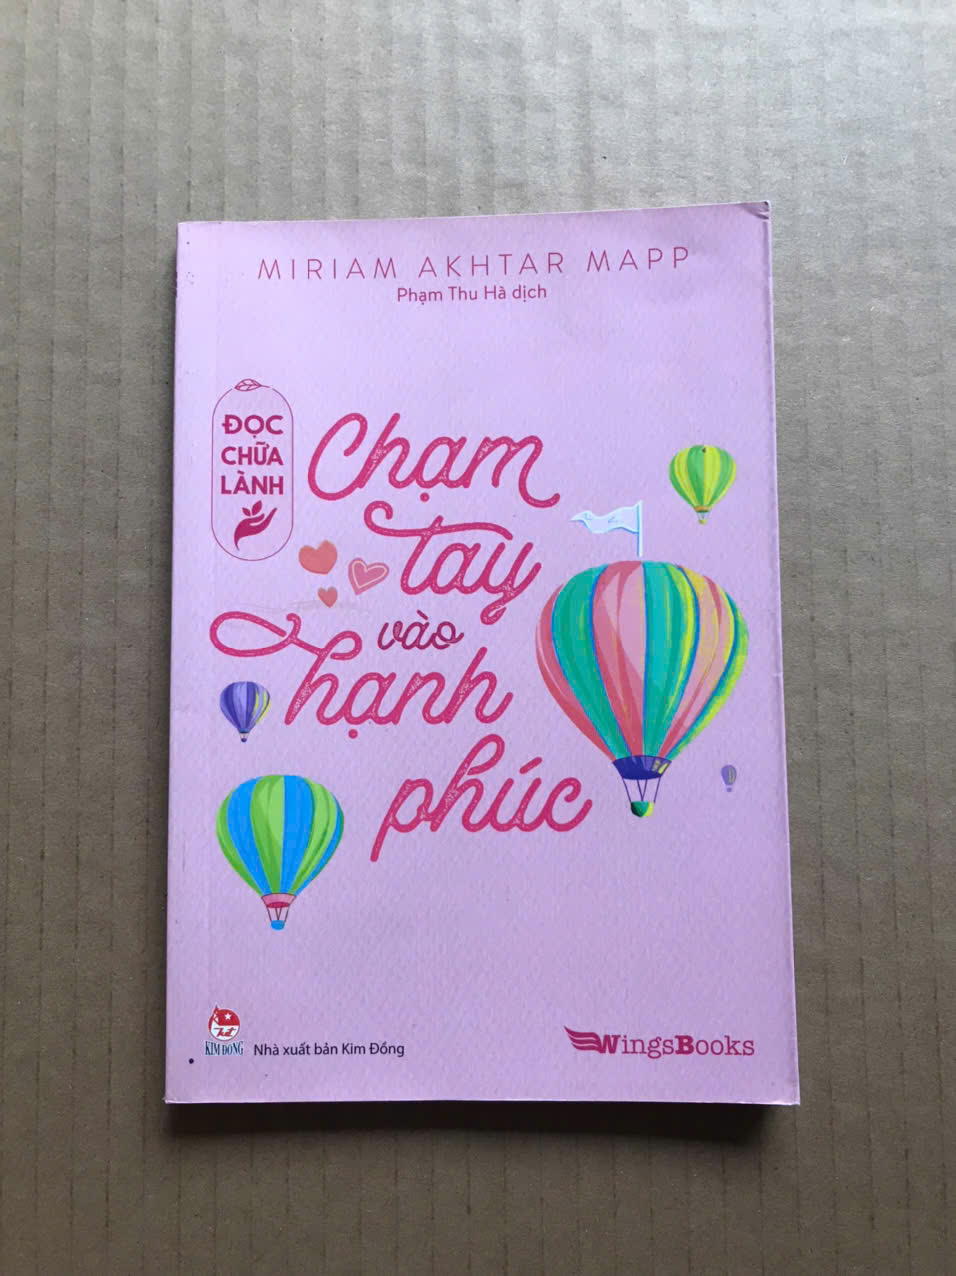 MIRIAM AKHTAR MAPP
Phạm Thu Hà dịch
ĐỌC
CHỮA
LÀNH
Chạm
tay
vào
hạnh
phúc
KIM ĐỒNG
Nhà xuất bản Kim Đồng
WingsBooks